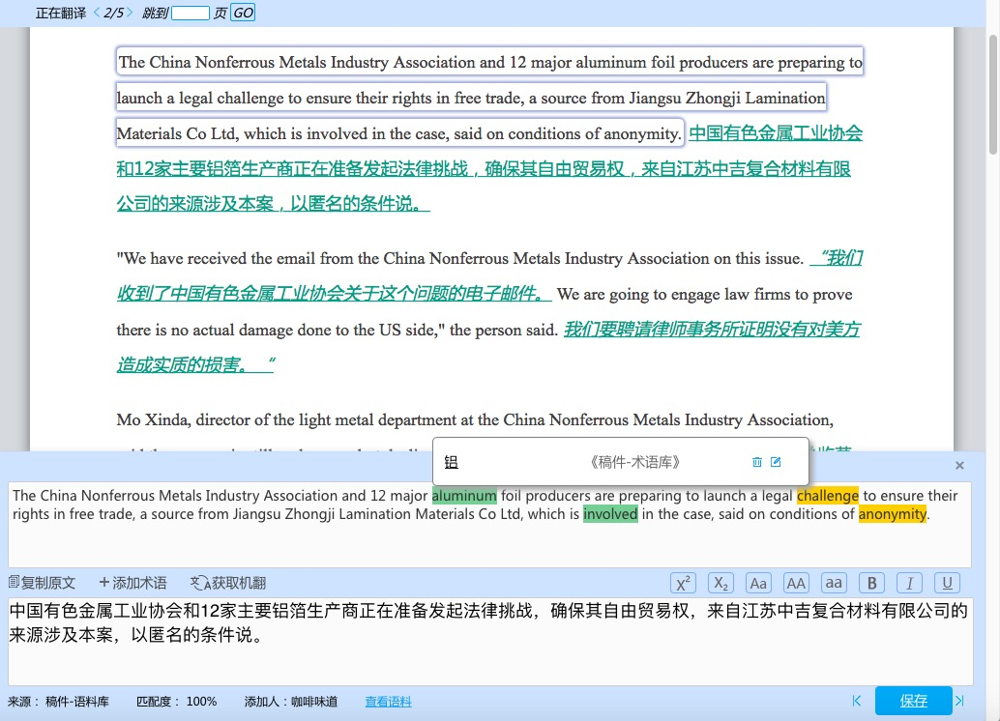 正在翻译 < 2/5 > 跳到 页 GO
The China Nonferrous Metals Industry Association and 12 major aluminum foil producers are preparing to
launch a legal challenge to ensure their rights in free trade, a source from Jiangsu Zhongji Lamination
Materials Co Ltd, which is involved in the case, said on conditions of anonymity. 中国有色金属工业协会
和12家主要铝箔生产商正在准备发起法律挑战，确保其自由贸易权，来自江苏中吉复合材料有限
公司的来源涉及本案，以匿名的条件说。
"We have received the email from the China Nonferrous Metals Industry Association on this issue. “我们
收到了中国有色金属工业协会关于这个问题的电子邮件。 We are going to engage law firms to prove
there is no actual damage done to the US side," the person said. 我们要聘请律师事务所证明没有对美方
造成实质的损害。 “
Mo Xinda, director of the light metal department at the China Nonferrous Metals Industry Association,
铝 《稿件-术语库》
The China Nonferrous Metals Industry Association and 12 major aluminum foil producers are preparing to launch a legal challenge to ensure their
rights in free trade, a source from Jiangsu Zhongji Lamination Materials Co Ltd, which is involved in the case, said on conditions of anonymity.
复制原文 +添加术语 获取机翻 X² X₂ Aa AA aa B I U
中国有色金属工业协会和12家主要铝箔生产商正在准备发起法律挑战，确保其自由贸易权，来自江苏中吉复合材料有限公司的
来源涉及本案，以匿名的条件说。
来源： 稿件-语料库 匹配度： 100% 添加人：咖啡味道 查看语料 保存